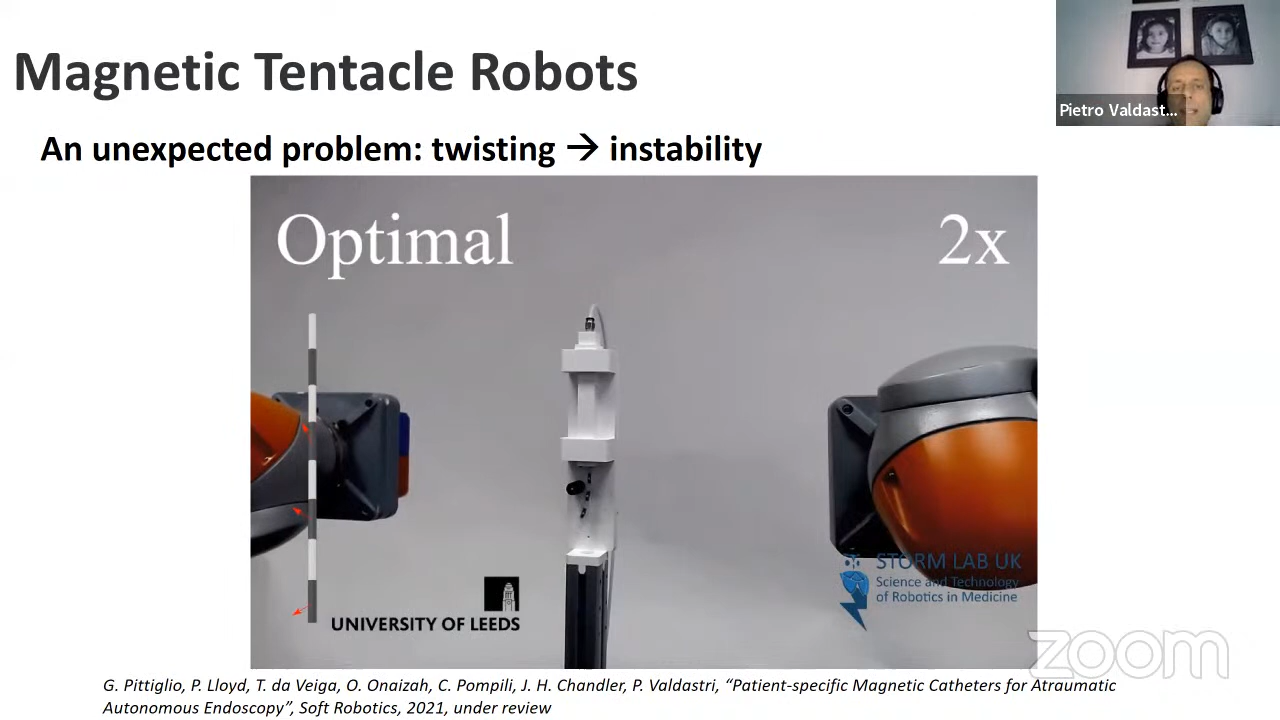 Magnetic Tentacle Robots
Pietro Valdast...
An unexpected problem: twisting → instability
Optimal
2x
STORM LAB UK
Science and Technology
of Robotics in Medicine
UNIVERSITY OF LEEDS
zoom
G. Pittiglio, P. Lloyd, T. da Veiga, O. Onaizah, C. Pompili, J. H. Chandler, P. Valdastri, “Patient-specific Magnetic Catheters for Atraumatic
Autonomous Endoscopy”, Soft Robotics, 2021, under review